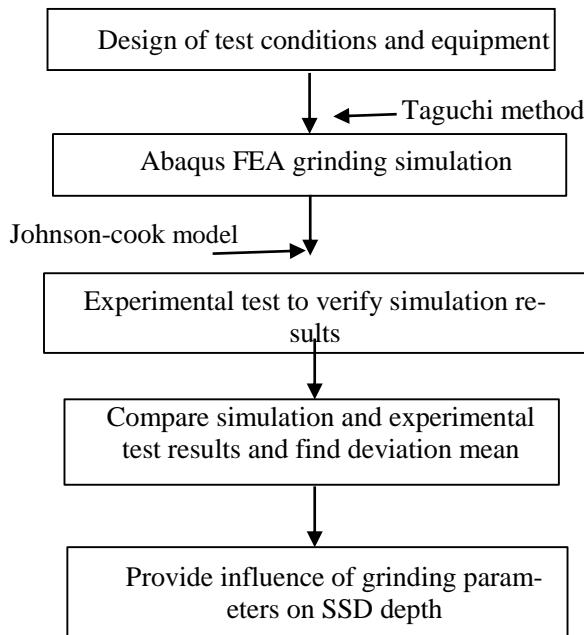 Design of test conditions and equipment
Taguchi method
Abaqus FEA grinding simulation
Johnson-cook model
Experimental test to verify simulation re-
sults
Compare simulation and experimental
test results and find deviation mean
Provide influence of grinding param-
eters on SSD depth